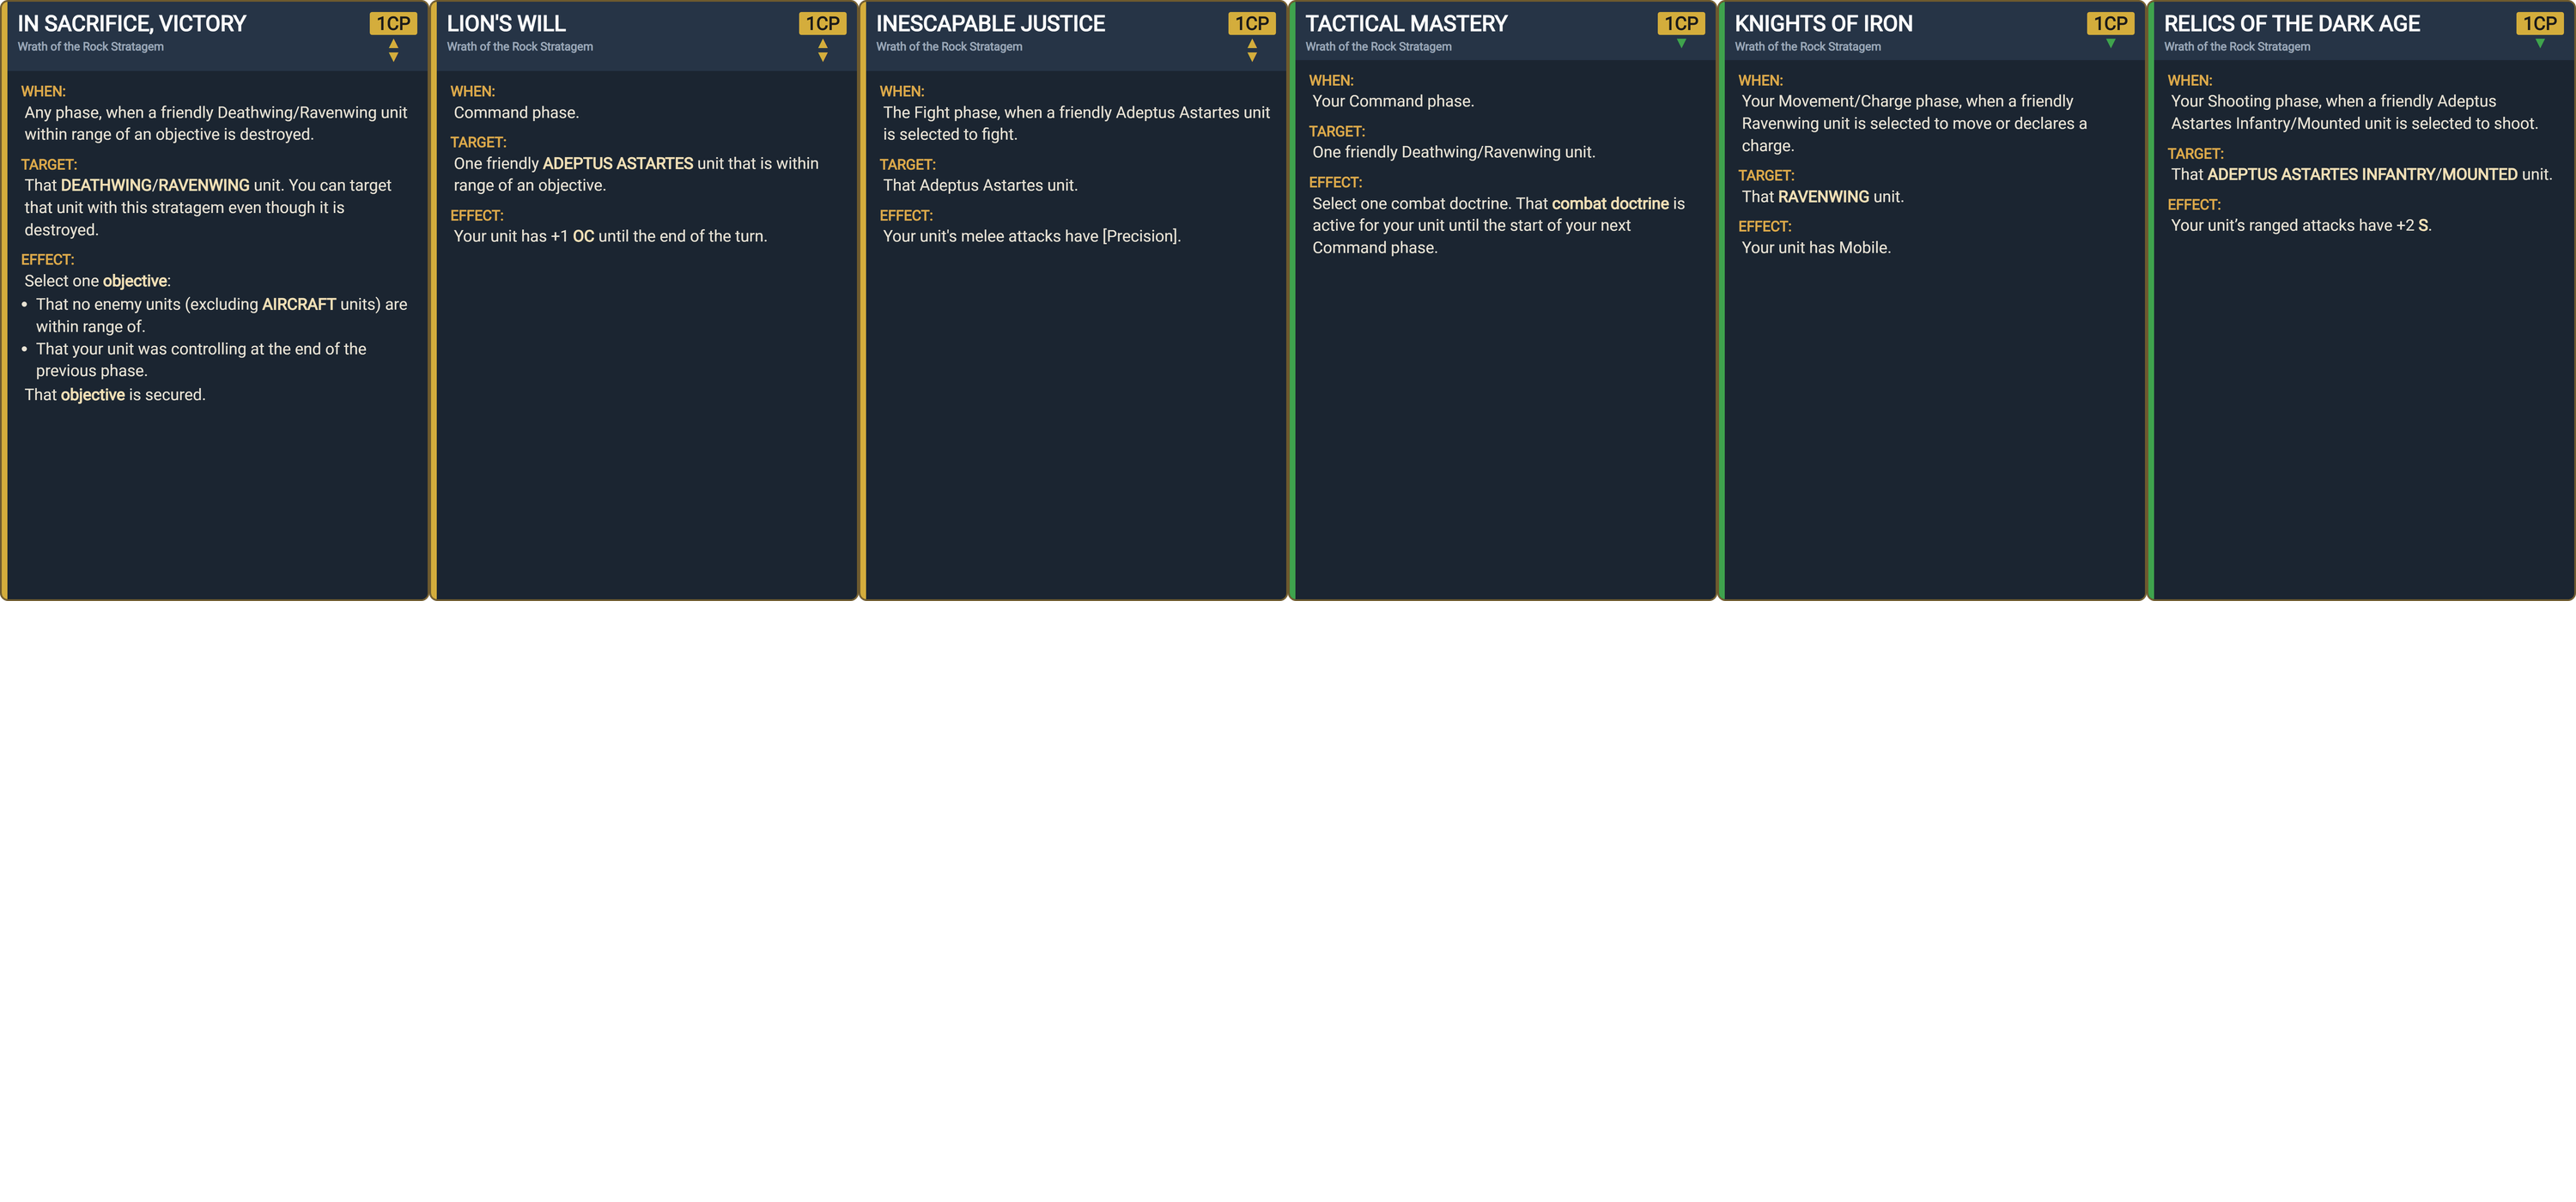 IN SACRIFICE, VICTORY
1CP
Wrath of the Rock Stratagem
WHEN:
Any phase, when a friendly Deathwing/Ravenwing unit
within range of an objective is destroyed.
TARGET:
That DEATHWING/RAVENWING unit. You can target
that unit with this stratagem even though it is
destroyed.
EFFECT:
Select one objective:
• That no enemy units (excluding AIRCRAFT units) are
within range of.
• That your unit was controlling at the end of the
previous phase.
That objective is secured.
LION'S WILL
1CP
Wrath of the Rock Stratagem
WHEN:
Command phase.
TARGET:
One friendly ADEPTUS ASTARTES unit that is within
range of an objective.
EFFECT:
Your unit has +1 OC until the end of the turn.
INESCAPABLE JUSTICE
1CP
Wrath of the Rock Stratagem
WHEN:
The Fight phase, when a friendly Adeptus Astartes unit
is selected to fight.
TARGET:
That Adeptus Astartes unit.
EFFECT:
Your unit's melee attacks have [Precision].
TACTICAL MASTERY
1CP
Wrath of the Rock Stratagem
WHEN:
Your Command phase.
TARGET:
One friendly Deathwing/Ravenwing unit.
EFFECT:
Select one combat doctrine. That combat doctrine is
active for your unit until the start of your next
Command phase.
KNIGHTS OF IRON
1CP
Wrath of the Rock Stratagem
WHEN:
Your Movement/Charge phase, when a friendly
Ravenwing unit is selected to move or declares a
charge.
TARGET:
That RAVENWING unit.
EFFECT:
Your unit has Mobile.
RELICS OF THE DARK AGE
1CP
Wrath of the Rock Stratagem
WHEN:
Your Shooting phase, when a friendly Adeptus
Astartes Infantry/Mounted unit is selected to shoot.
TARGET:
That ADEPTUS ASTARTES INFANTRY/MOUNTED unit.
EFFECT:
Your unit’s ranged attacks have +2 S.